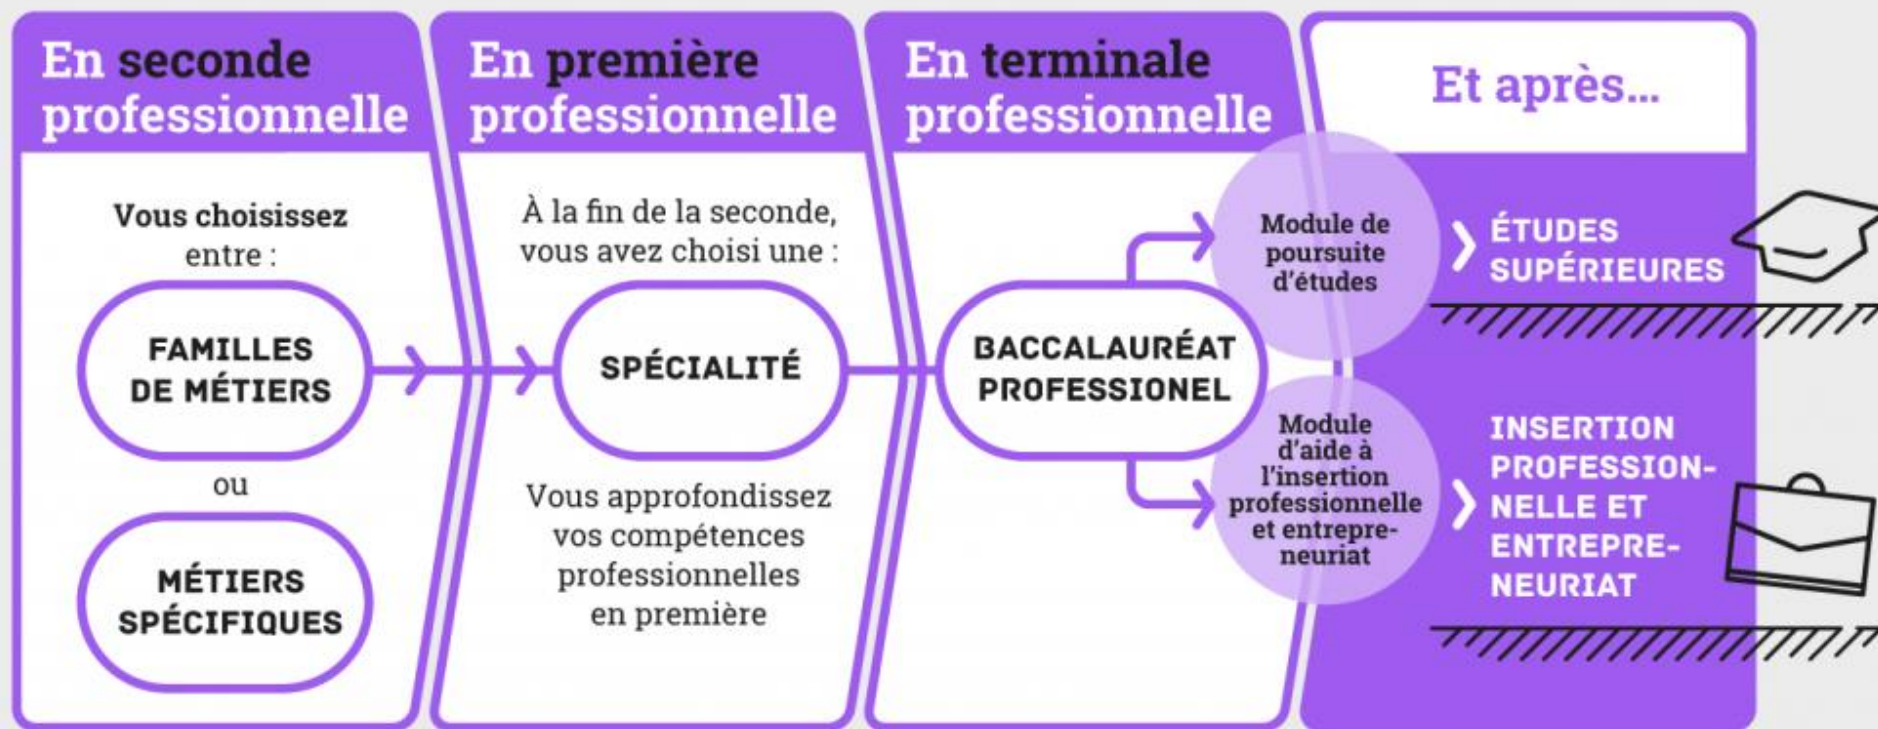 En seconde
professionnelle
Vous choisissez
entre :
FAMILLES
DE MÉTIERS
ou
MÉTIERS
SPÉCIFIQUES
En première
professionnelle
À la fin de la seconde,
vous avez choisi une :
SPÉCIALITÉ
Vous approfondissez
vos compétences
professionnelles
en première
En terminale
professionnelle
BACCALAURÉAT
PROFESSIONEL
Module de
poursuite
d'études
Module
d'aide à
l'insertion
professionnelle
et entrepre-
neuriat
Et après...
ÉTUDES
SUPÉRIEURES
INSERTION
PROFESSION-
NELLE ET
ENTREPRE-
NEURIAT